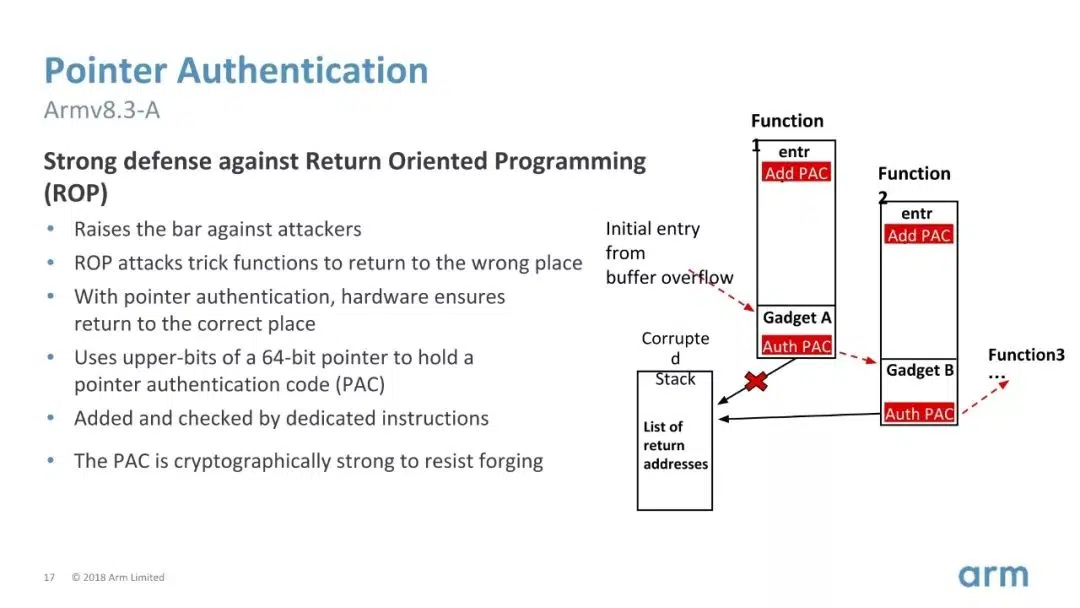 Pointer Authentication
Armv8.3-A
Strong defense against Return Oriented Programming
(ROP)
• Raises the bar against attackers
• ROP attacks trick functions to return to the wrong place
• With pointer authentication, hardware ensures
return to the correct place
• Uses upper-bits of a 64-bit pointer to hold a
pointer authentication code (PAC)
• Added and checked by dedicated instructions
• The PAC is cryptographically strong to resist forging
Function
1
entr
Add PAC
Gadget A
Auth PAC
Function
2
entr
Add PAC
Gadget B
Auth PAC
Initial entry
from
buffer overflow
Corrupte
d
Stack
List of
return
addresses
Function3
...
17 © 2018 Arm Limited
arm